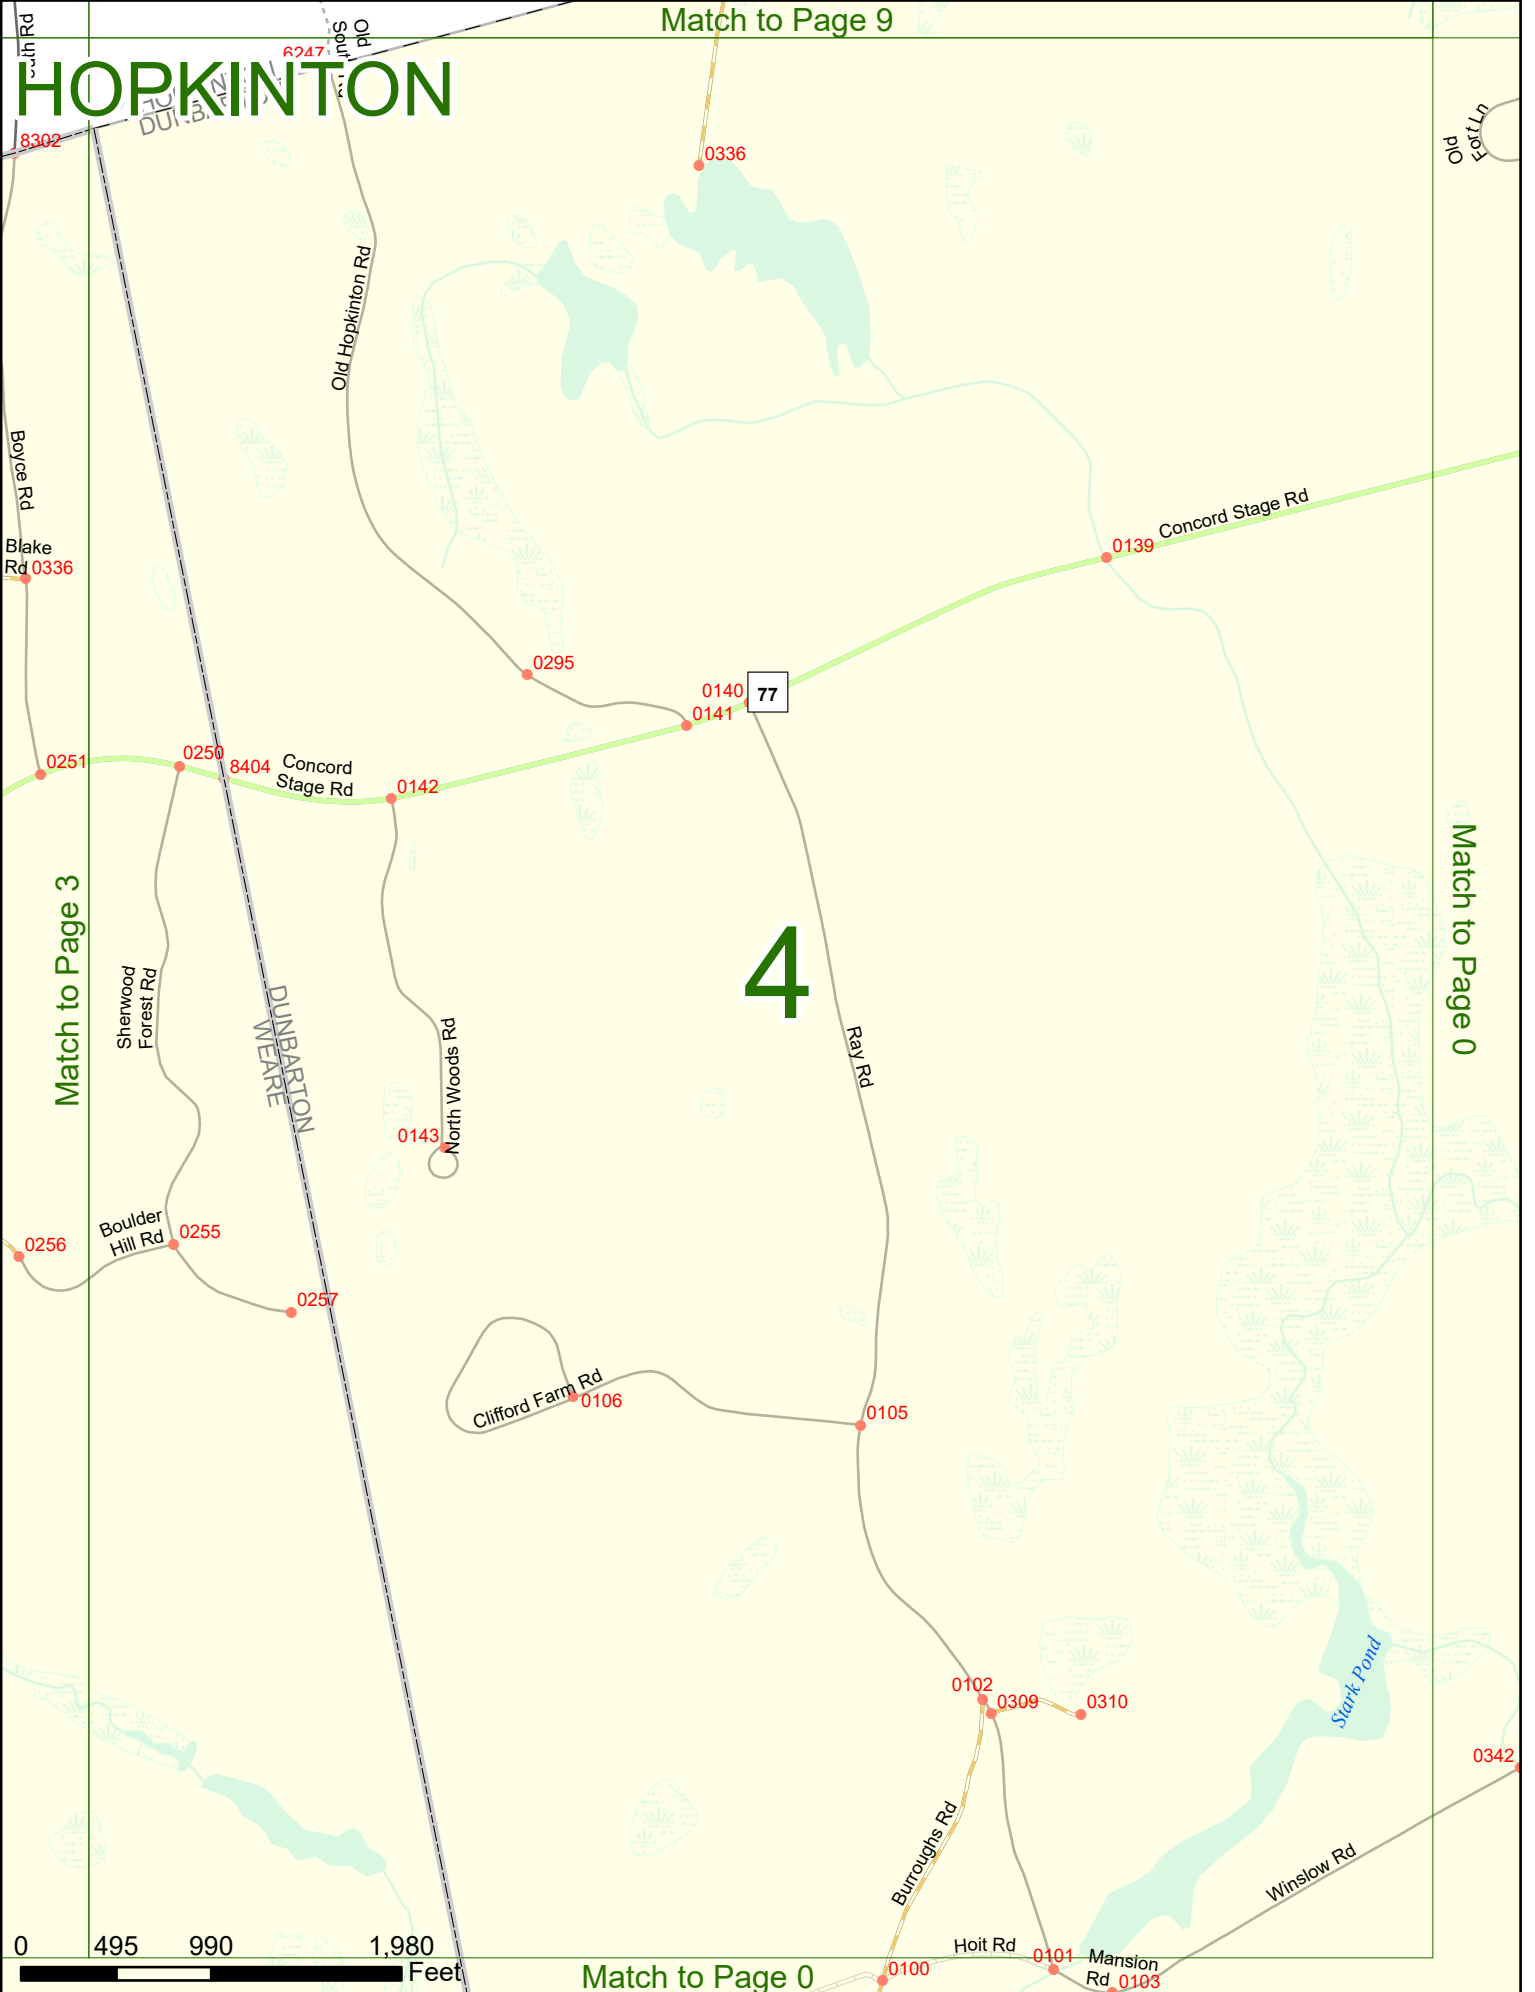 Match to Page 9
Old
South Rd
6247
HOPKINTON
DUNBARTON
8302
0336
Old
Fort Ln
Old Hopkinton Rd
Boyce Rd
Concord Stage Rd
0139
Blake
Rd
0336
0295
0140
77
0141
0250
0251
8404
Concord
Stage Rd
0142
Match to Page 3
Match to Page 0
4
Sherwood
Forest Rd
DUNBARTON
WEARE
North Woods Rd
Ray Rd
0143
Boulder
Hill Rd
0255
0256
0257
Clifford Farm Rd
0106
0105
Stark Pond
0102
0309
0310
0342
Burroughs Rd
Winslow Rd
0
495
990
1,980
Feet
Hoit Rd
0101
Mansion
Rd
0103
0100
Match to Page 0